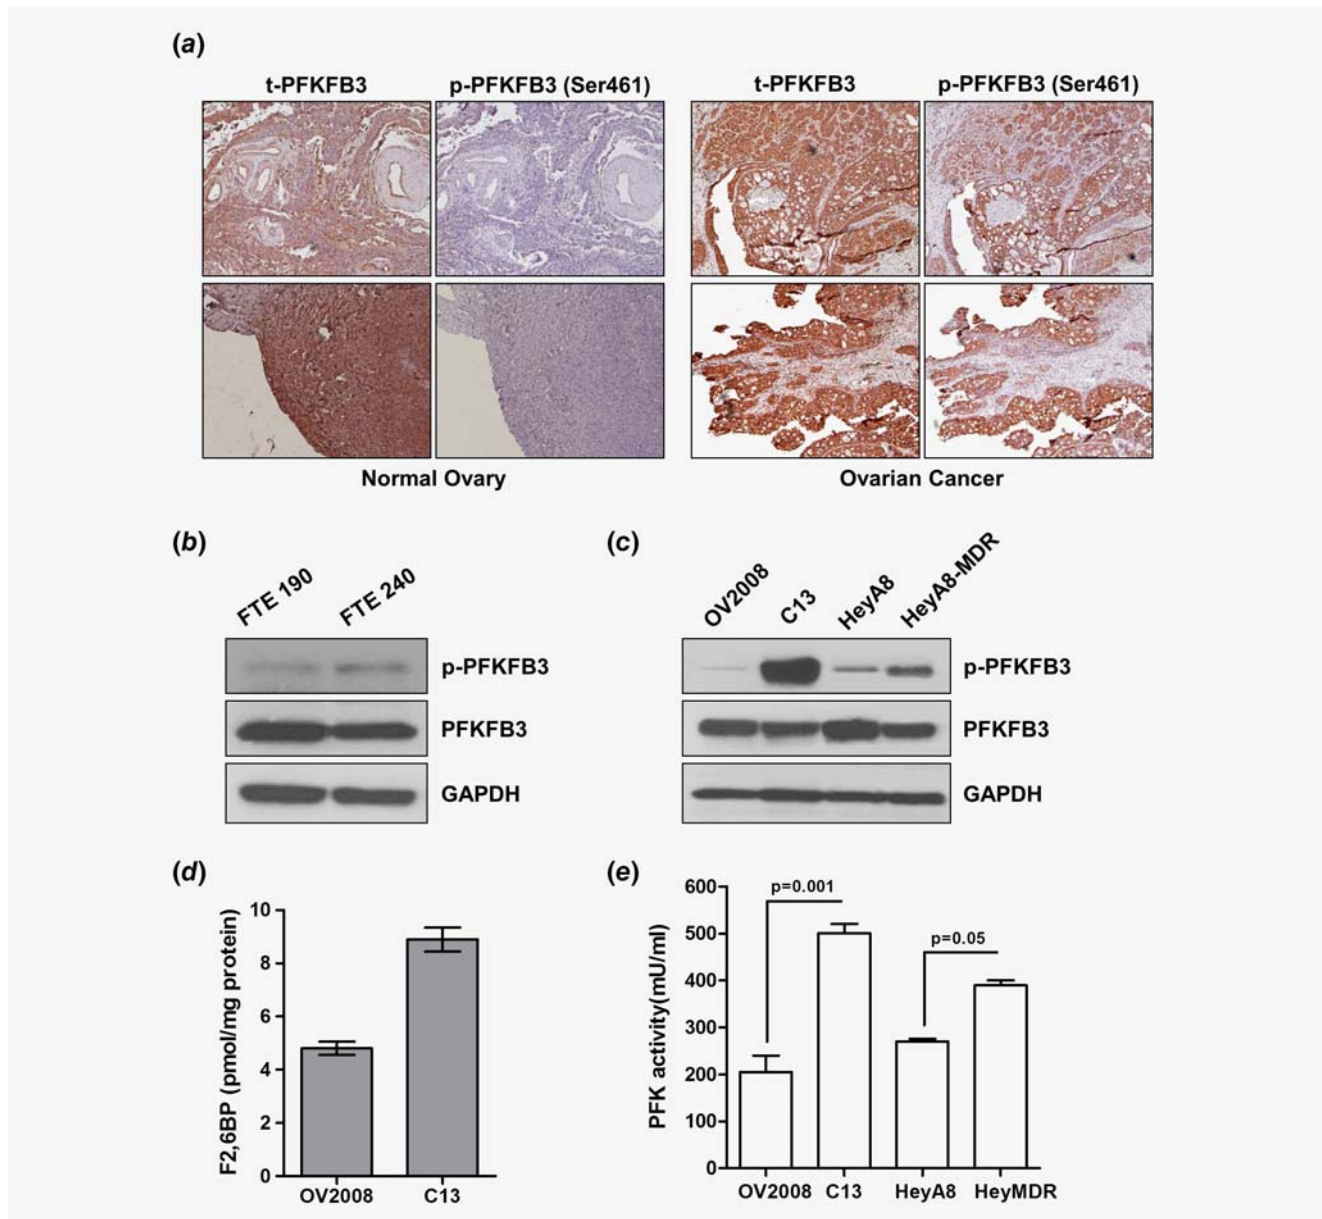 (a)
t-PFKFB3 p-PFKFB3 (Ser461) t-PFKFB3 p-PFKFB3 (Ser461)
Normal Ovary Ovarian Cancer
(b)
FTE 190 FTE 240
p-PFKFB3
PFKFB3
GAPDH
(c)
OV2008 C13 HeyA8 HeyA8-MDR
p-PFKFB3
PFKFB3
GAPDH
(d)
F2,6BP (pmol/mg protein)
10
8
6
4
2
0
OV2008 C13
(e)
PFK activity(mU/ml)
600
500
400
300
200
100
0
p=0.001
p=0.05
OV2008 C13 HeyA8 HeyMDR